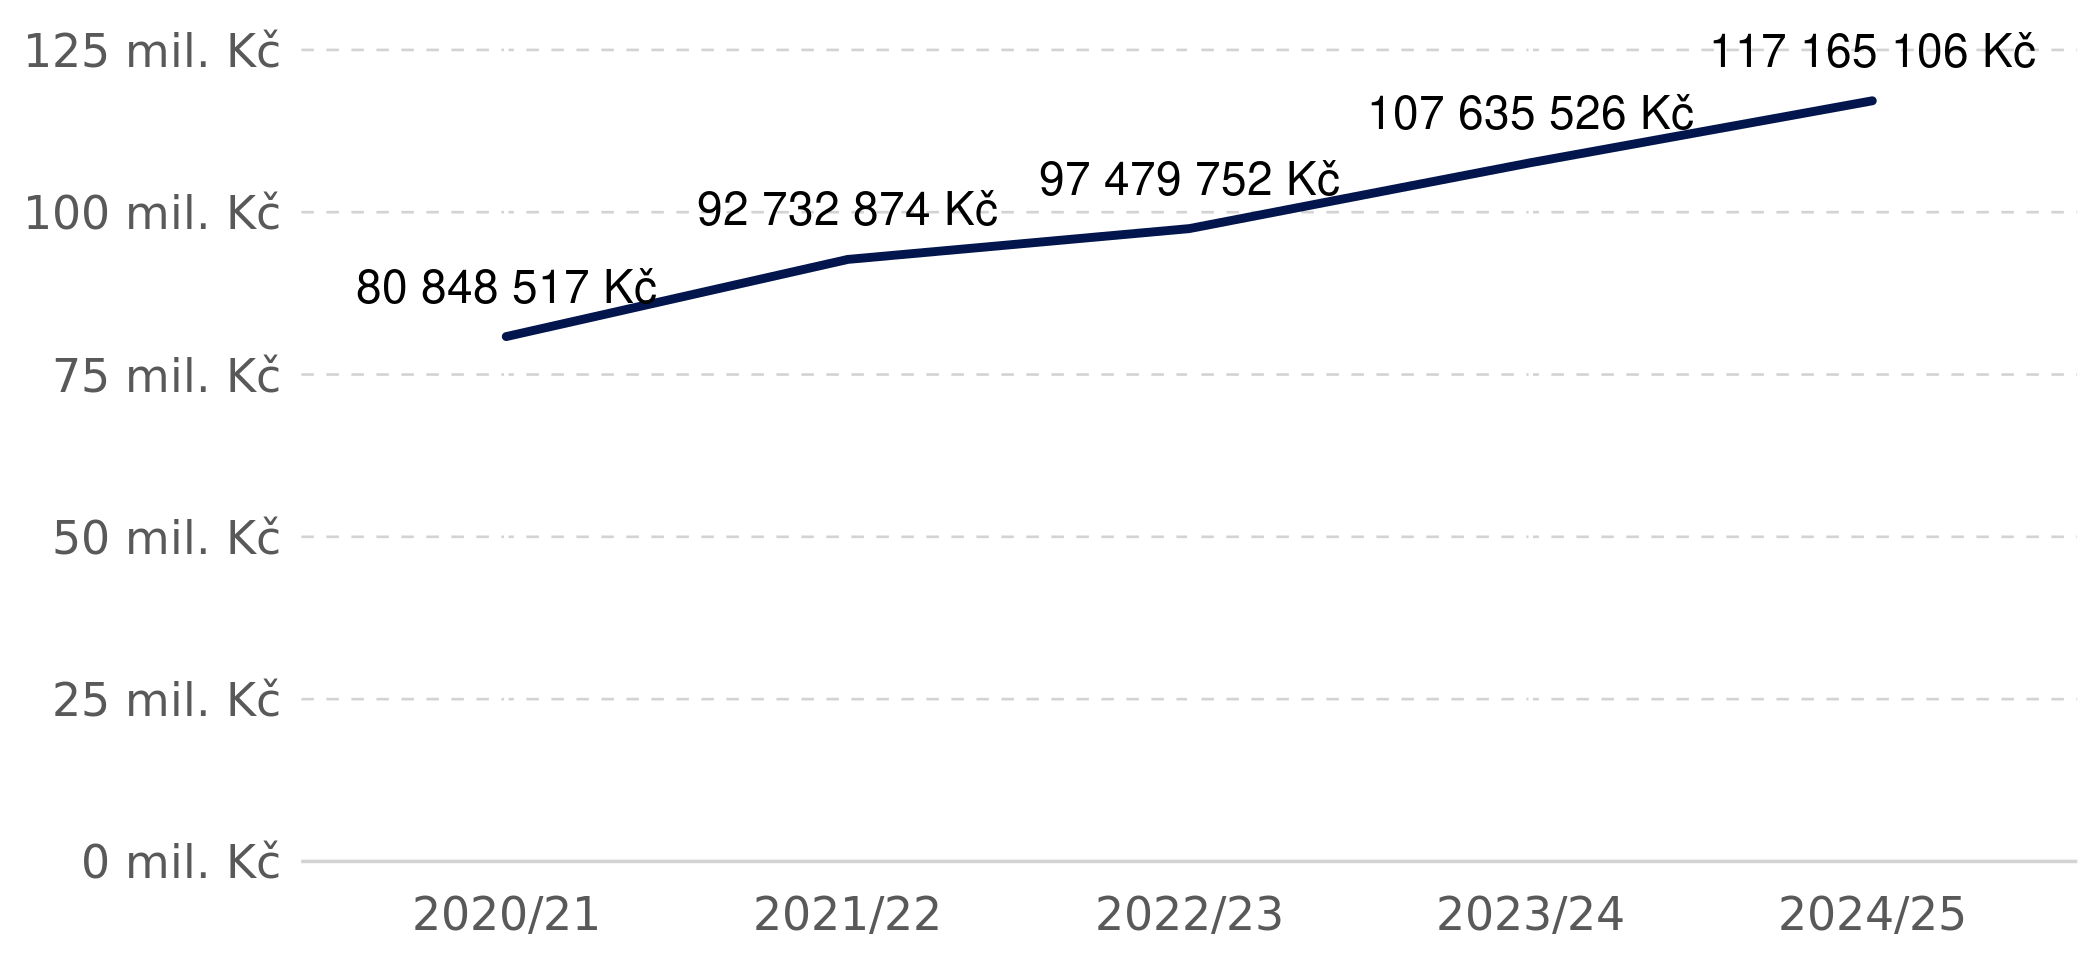 125 mil. Kč
117 165 106 Kč
107 635 526 Kč
97 479 752 Kč
100 mil. Kč
92 732 874 Kč
80 848 517 Kč
75 mil. Kč
50 mil. Kč
25 mil. Kč
0 mil. Kč
2020/21 2021/22 2022/23 2023/24 2024/25